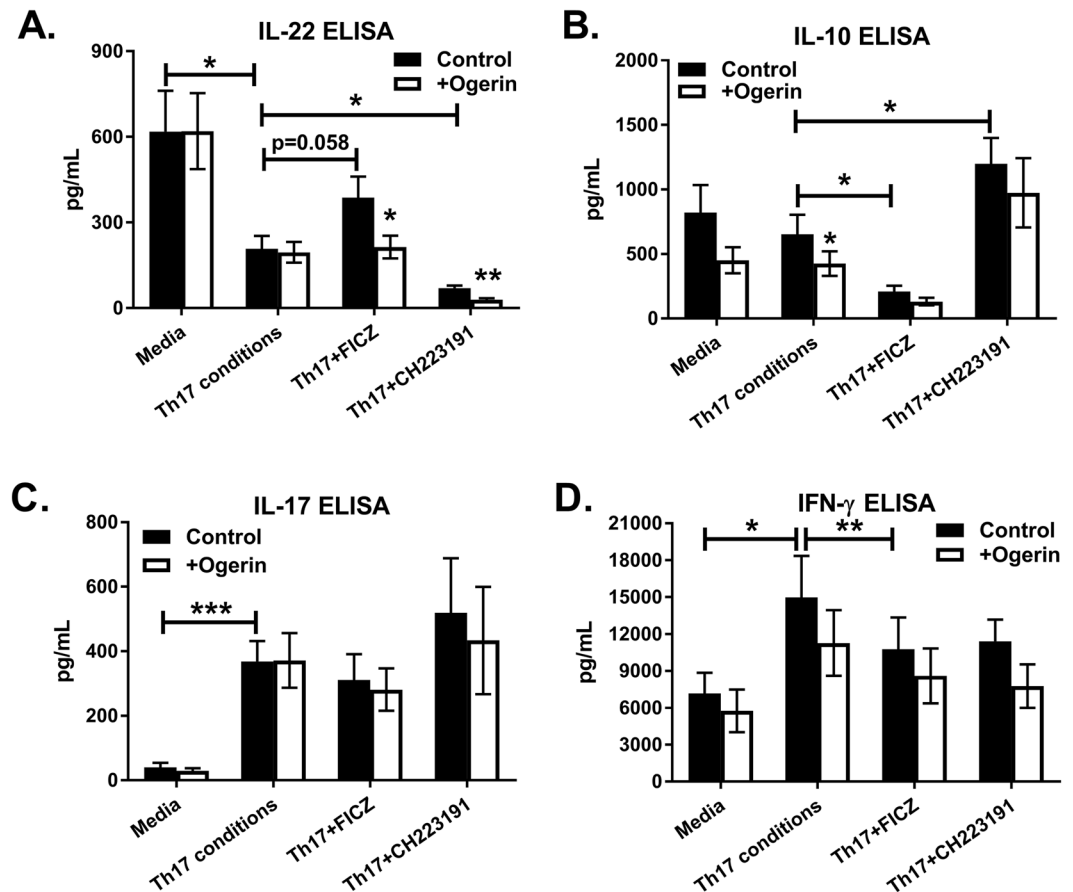 A.
IL-22 ELISA
Control
+Ogerin
*
*
p=0.058
*
**
pg/mL
900
600
300
0
Media
Th17 conditions
Th17+FICZ
Th17+CH223191
B.
IL-10 ELISA
Control
+Ogerin
*
*
*
pg/mL
2000
1500
1000
500
0
Media
Th17 conditions
Th17+FICZ
Th17+CH223191
C.
IL-17 ELISA
Control
+Ogerin
***
pg/mL
800
600
400
200
0
Media
Th17 conditions
Th17+FICZ
Th17+CH223191
D.
IFN-γ ELISA
Control
+Ogerin
*
**
pg/mL
21000
18000
15000
12000
9000
6000
3000
0
Media
Th17 conditions
Th17+FICZ
Th17+CH223191